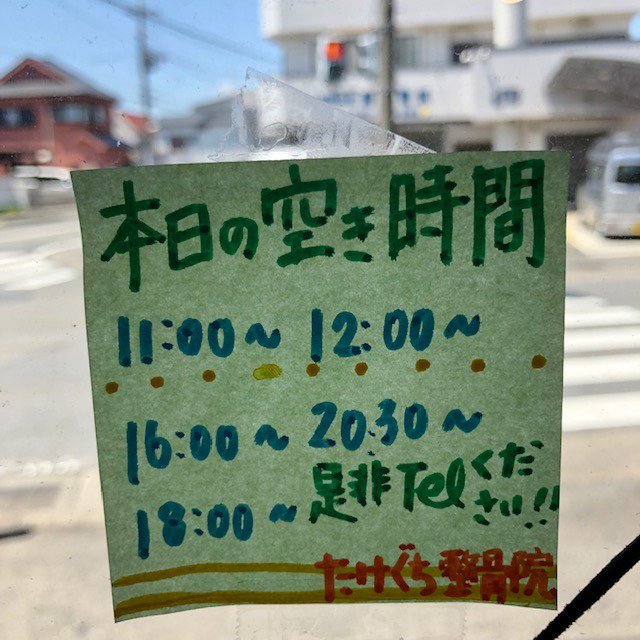 本日の空き時間
11:00~ 12:00~
16:00~ 20:30~
18:00~ 是非Telください!!
たけぐち整骨院